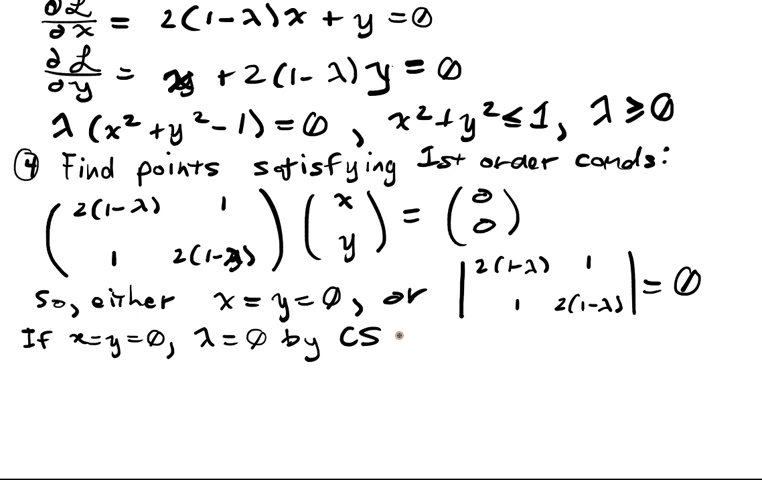 ∂ℒ/∂x = 2(1-λ)x + y = 0
∂ℒ/∂y = x + 2(1-λ)y = 0
λ(x²+y²-1) = 0, x²+y² ≤ 1, λ ≥ 0
④ Find points satisfying 1st order conds:
( 2(1-λ) 1 ; 1 2(1-λ) ) ( x ; y ) = ( 0 ; 0 )
So, either x=y=0, or | 2(1-λ) 1 ; 1 2(1-λ) | = 0
If x=y=0, λ=0 by CS